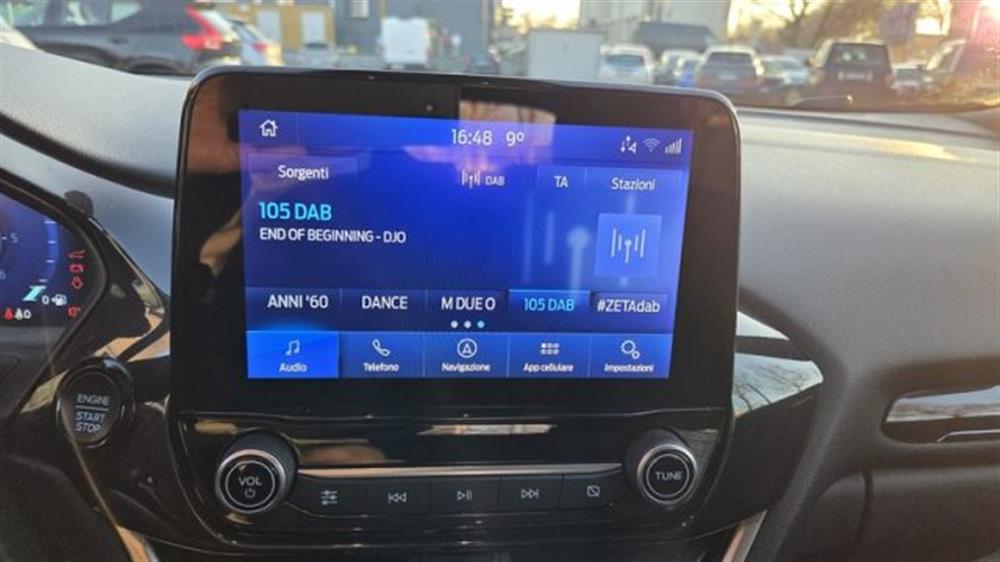 16:48 9°
Sorgenti
DAB
TA
Stazioni
105 DAB
END OF BEGINNING - DJO
ANNI '60
DANCE
M DUE O
105 DAB
#ZETAdab
Audio
Telefono
Navigazione
App cellulare
Impostazioni
ENGINE
START
STOP
VOL
TUNE